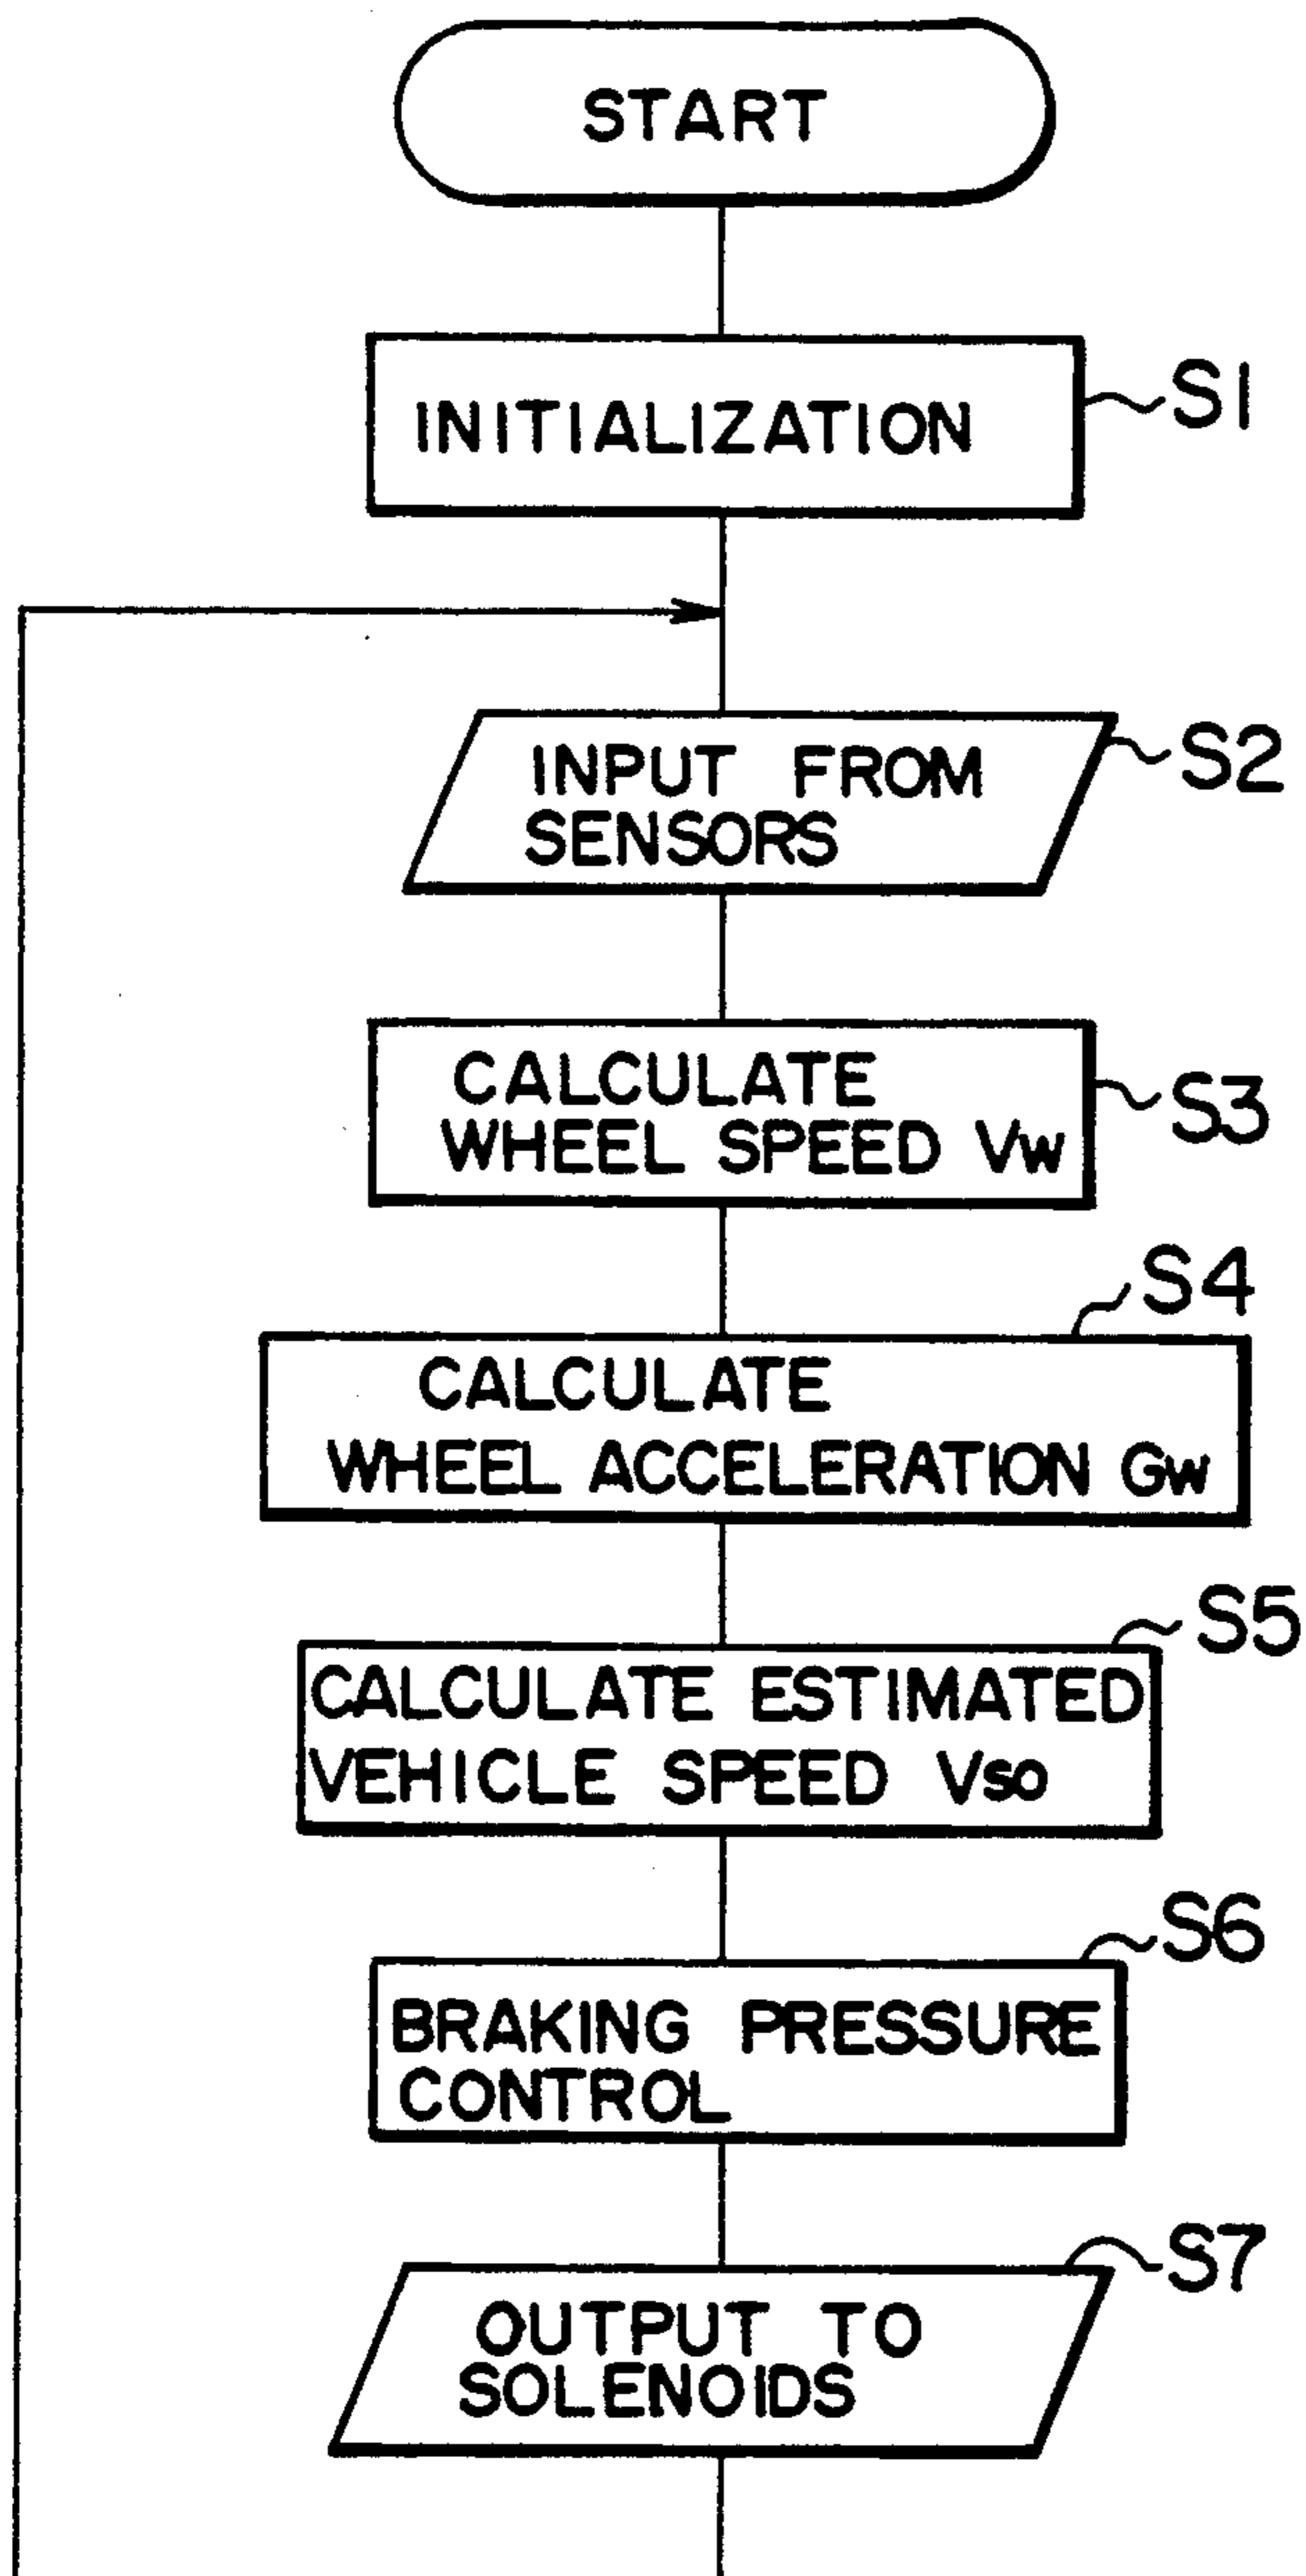 START
INITIALIZATION
S1
INPUT FROM
SENSORS
S2
CALCULATE
WHEEL SPEED Vw
S3
S4
CALCULATE
WHEEL ACCELERATION Gw
S5
CALCULATE ESTIMATED
VEHICLE SPEED Vso
S6
BRAKING PRESSURE
CONTROL
S7
OUTPUT TO
SOLENOIDS